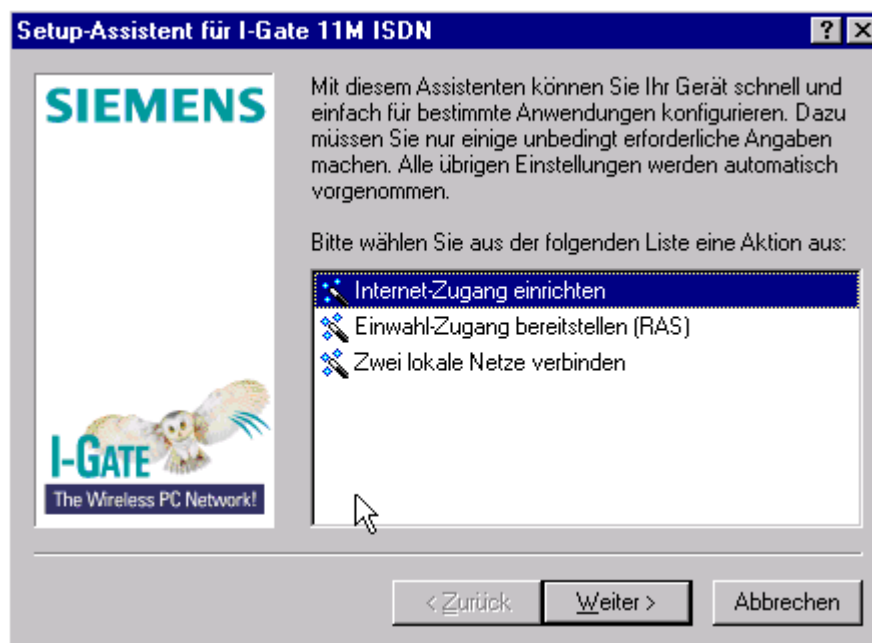 Setup-Assistent für I-Gate 11M ISDN
SIEMENS
I-GATE
The Wireless PC Network!
Mit diesem Assistenten können Sie Ihr Gerät schnell und
einfach für bestimmte Anwendungen konfigurieren. Dazu
müssen Sie nur einige unbedingt erforderliche Angaben
machen. Alle übrigen Einstellungen werden automatisch
vorgenommen.
Bitte wählen Sie aus der folgenden Liste eine Aktion aus:
Internet-Zugang einrichten
Einwahl-Zugang bereitstellen (RAS)
Zwei lokale Netze verbinden
< Zurück
Weiter >
Abbrechen